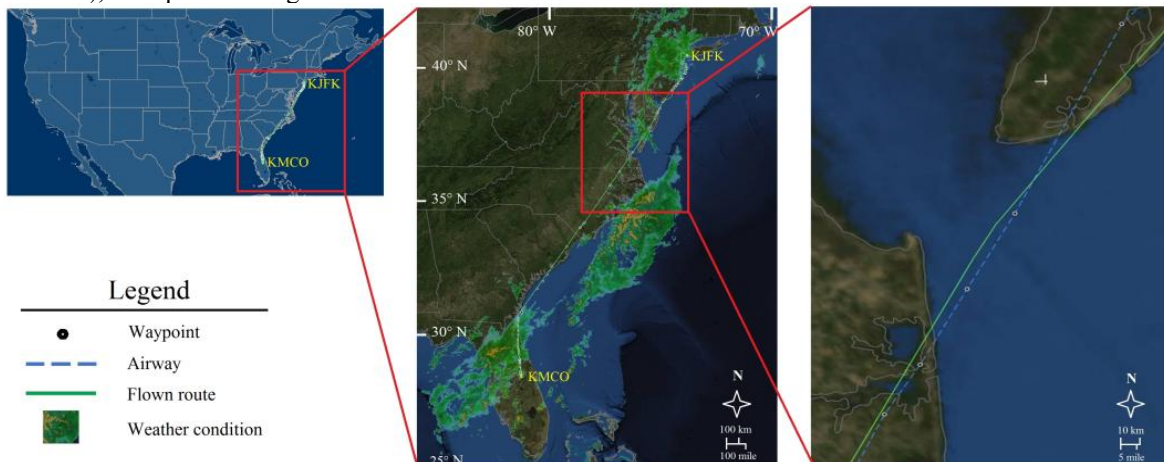 80° W
70° W
40° N
KJFK
KJFK
KMCO
35° N
Legend
Waypoint
Airway
Flown route
Weather condition
30° N
KMCO
N
100 km
100 mile
25° N
N
10 km
5 mile